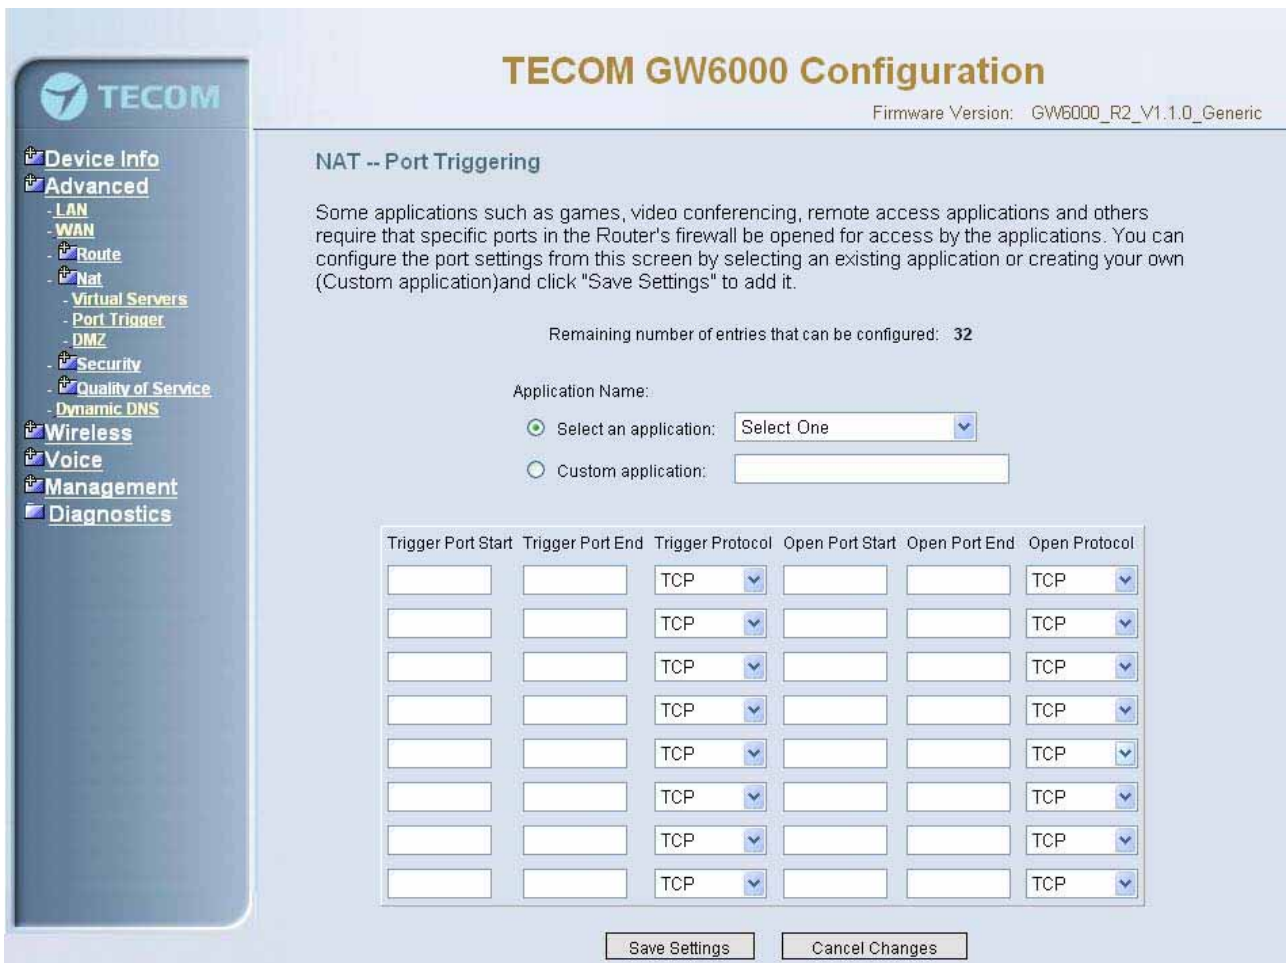 TECOM
TECOM GW6000 Configuration
Firmware Version: GW6000_R2_V1.1.0_Generic
Device Info
Advanced
- LAN
- WAN
- Route
- Nat
- Virtual Servers
- Port Trigger
- DMZ
- Security
- Quality of Service
- Dynamic DNS
Wireless
Voice
Management
Diagnostics
NAT -- Port Triggering
Some applications such as games, video conferencing, remote access applications and others
require that specific ports in the Router's firewall be opened for access by the applications. You can
configure the port settings from this screen by selecting an existing application or creating your own
(Custom application)and click "Save Settings" to add it.
Remaining number of entries that can be configured: 32
Application Name:
Select an application: Select One
Custom application:
Trigger Port Start Trigger Port End Trigger Protocol Open Port Start Open Port End Open Protocol
TCP TCP
TCP TCP
TCP TCP
TCP TCP
TCP TCP
TCP TCP
TCP TCP
TCP TCP
Save Settings Cancel Changes